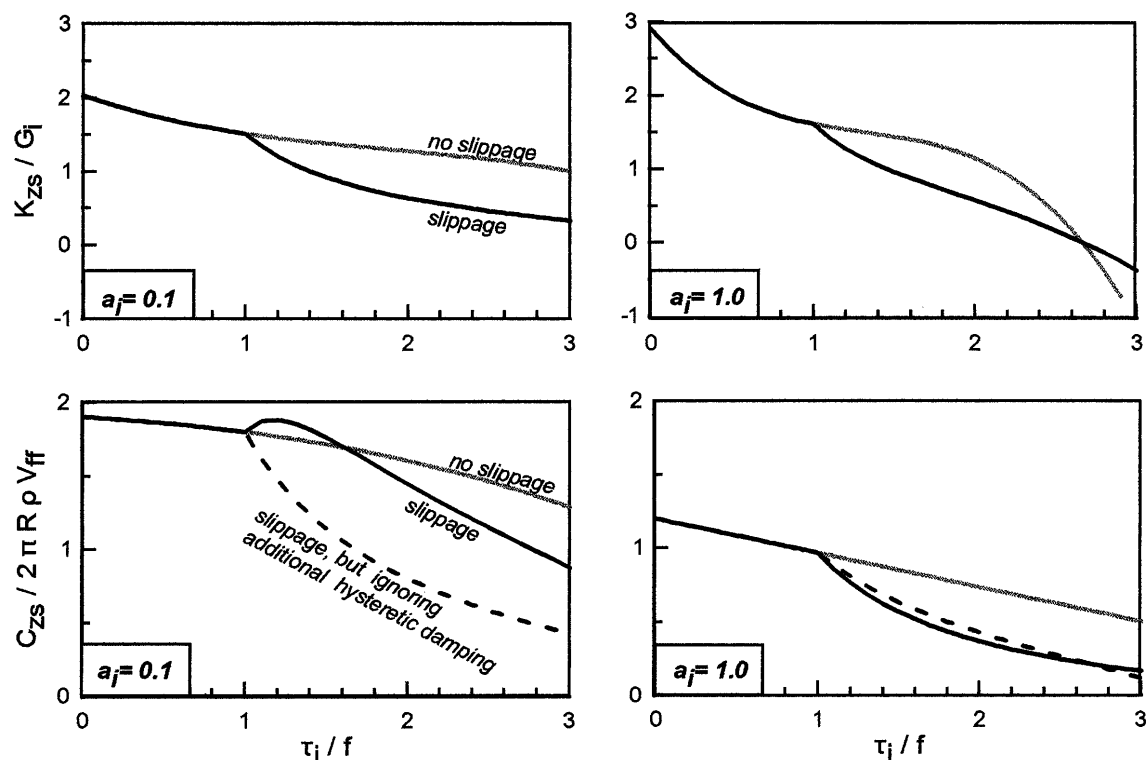 3
2
1
0
-1
K_ZS / G_i
no slippage
slippage
a_i = 0.1
0
1
2
3
3
2
1
0
-1
a_i = 1.0
0
1
2
3
2
1
0
C_ZS / 2 π R ρ V_ff
no slippage
slippage
slippage, but ignoring
additional hysteretic damping
a_i = 0.1
0
1
2
3
τ_i / f
2
1
0
a_i = 1.0
0
1
2
3
τ_i / f